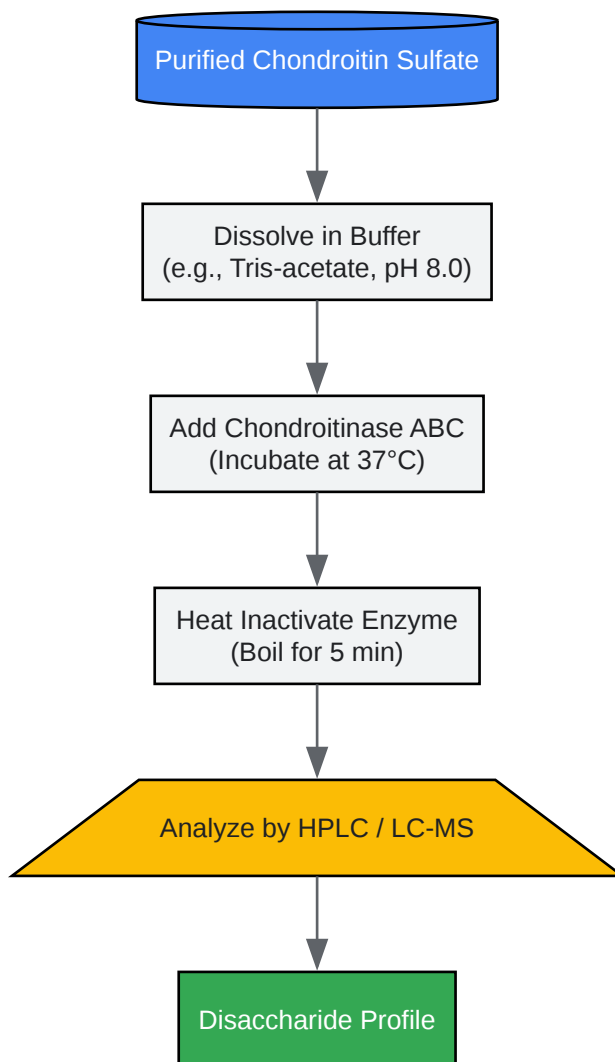 Purified Chondroitin Sulfate
Dissolve in Buffer
(e.g., Tris-acetate, pH 8.0)
Add Chondroitinase ABC
(Incubate at 37°C)
Heat Inactivate Enzyme
(Boil for 5 min)
Analyze by HPLC / LC-MS
Disaccharide Profile